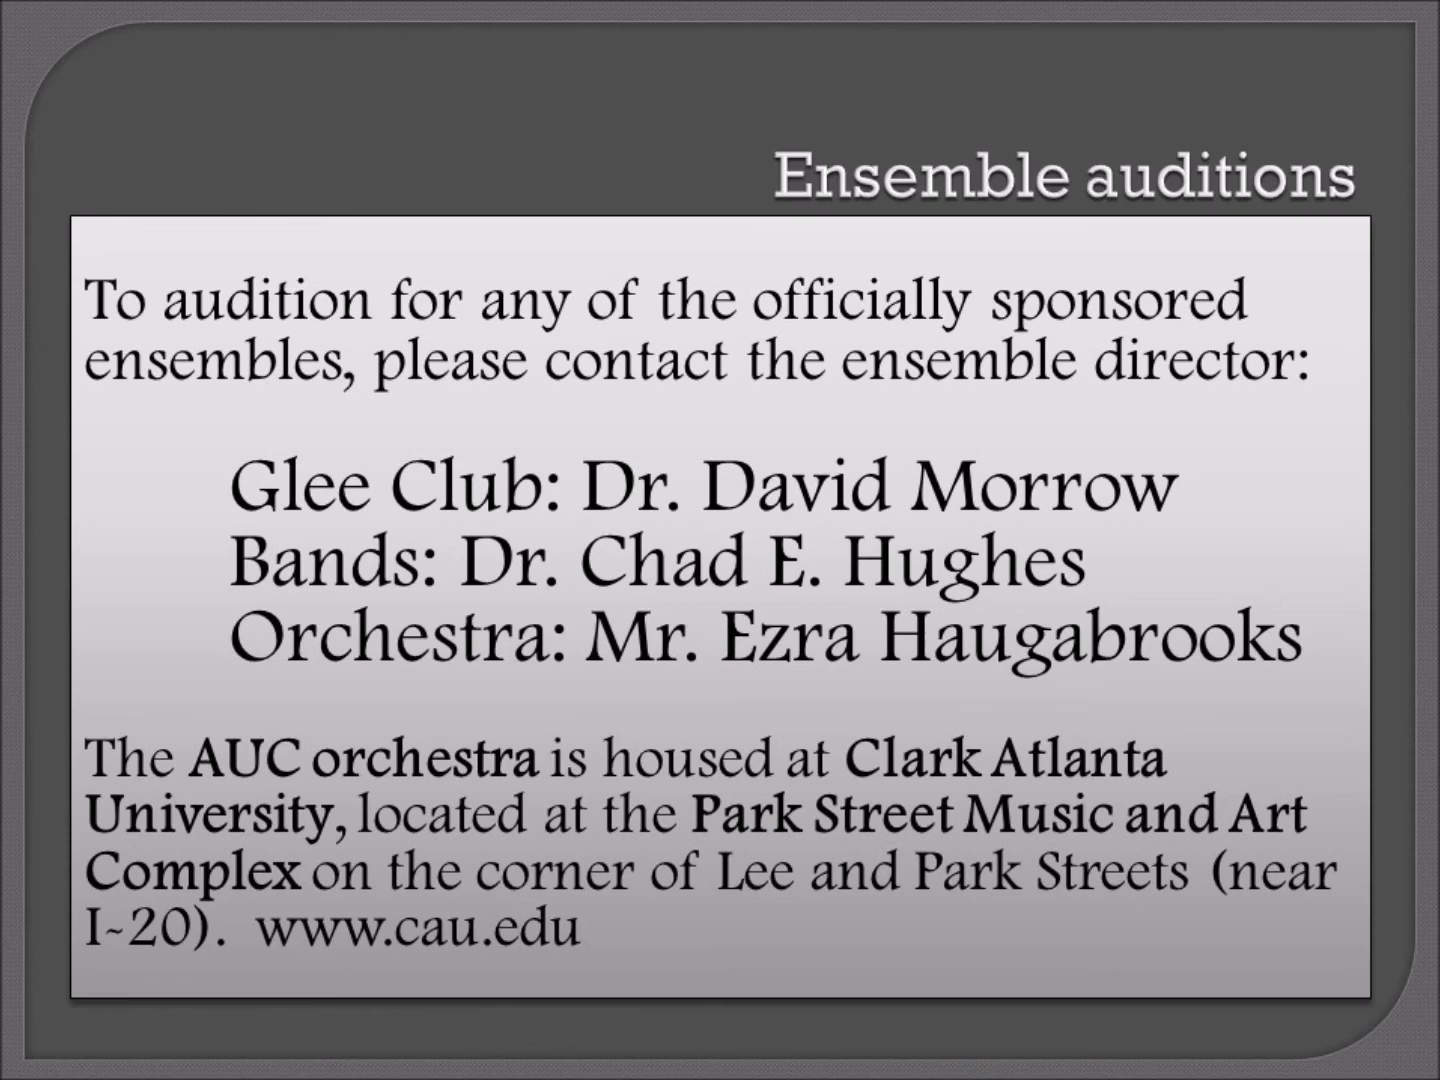 Ensemble auditions
To audition for any of the officially sponsored
ensembles, please contact the ensemble director:
Glee Club: Dr. David Morrow
Bands: Dr. Chad E. Hughes
Orchestra: Mr. Ezra Haugabrooks
The AUC orchestra is housed at Clark Atlanta
University, located at the Park Street Music and Art
Complex on the corner of Lee and Park Streets (near
I-20). www.cau.edu